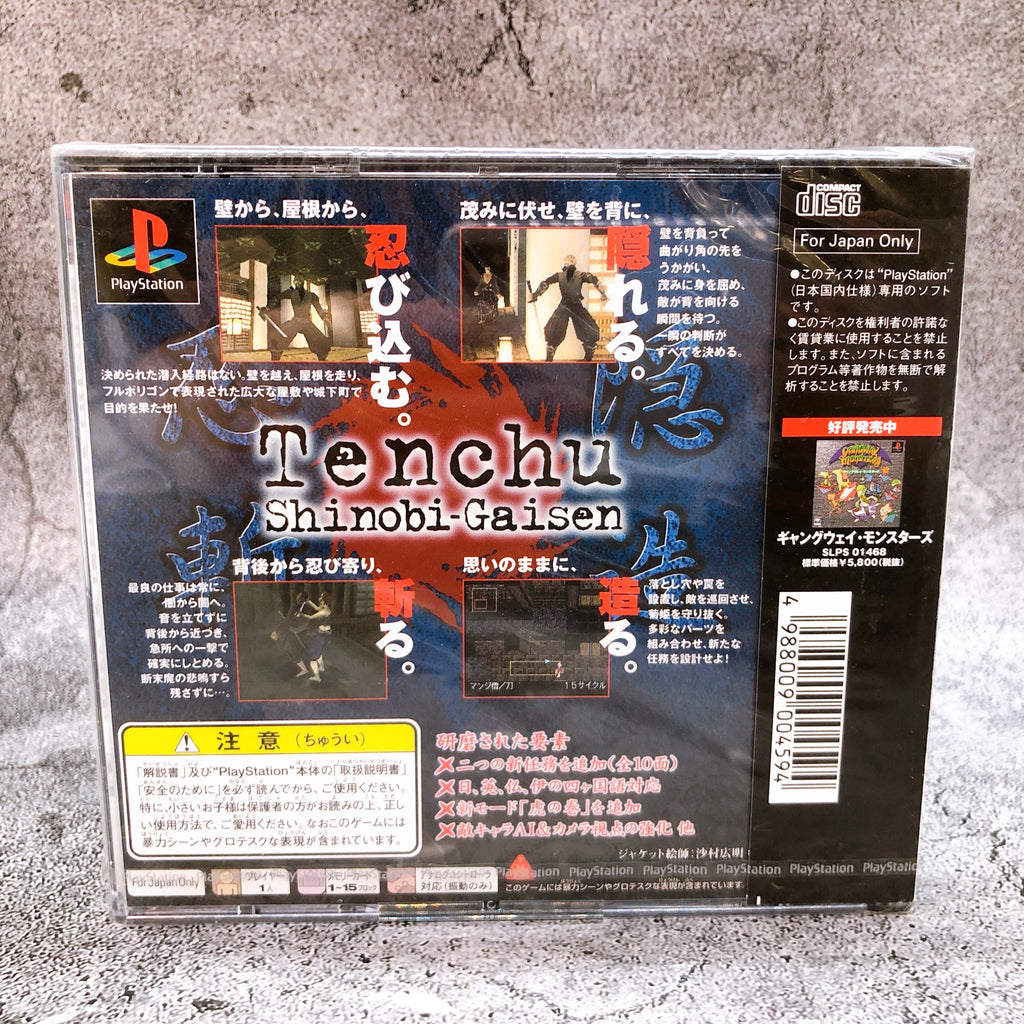 PlayStation
壁から、屋根から、
忍び込む。
決められた潜入経路はない。壁を越え、屋根を走り、
フルポリゴンで表現された広大な屋敷や城下町で
目的を果たせ!
茂みに伏せ、壁を背に、
隠れる。
壁を背負って
曲がり角の先を
うかがい、
茂みに身を屈め、
敵が背を向ける
瞬間を待つ。
一瞬の判断が
すべてを決める。
忍
隠
Tenchu
Shinobi-Gaisen
斬
造
背後から忍び寄り、
斬る。
最良の仕事は常に、
闇から闇へ。
音を立てずに
背後から近づき、
急所への一撃で
確実にしとめる。
断末魔の悲鳴すら
残さずに…。
思いのままに、
造る。
マンジ僧/刀
15サイクル
落とし穴や罠を
設置し、敵を巡回させ、
菊姫を守り抜く。
多彩なパーツを
組み合わせ、新たな
任務を設計せよ!
注意(ちゅうい)
「解説書」及び"PlayStation"本体の「取扱説明書」
「安全のために」を必ず読んでから、ご使用ください。
特に、小さいお子様は保護者の方がお読みの上、正し
い使用方法で、ご愛用ください。なおこのゲームには
暴力シーンやグロテスクな表現が含まれています。
研磨された要素
二つの新任務を追加(全10面)
日、英、仏、伊の四ヶ国語対応
新モード「虎の巻」を追加
敵キャラAI&カメラ視点の強化 他
ジャケット絵師:沙村広明
For Japan Only
プレイヤー
1人
メモリーカード
1~15ブロック
アナログコントローラ
対応(振動のみ)
このゲームには暴力シーンやグロテスクな表現が含まれています
PlayStation PlayStation PlayStation PlayStation
COMPACT
disc
For Japan Only
●このディスクは"PlayStation"
(日本国内仕様)専用のソフト
です。
●このディスクを権利者の許諾な
く賃貸業に使用することを禁止
します。また、ソフトに含まれる
プログラム等著作物を無断で解
析することを禁止します。
好評発売中
ギャングウェイ・モンスターズ
SLPS 01468
標準価格¥5,800(税抜)
4 988009 004594